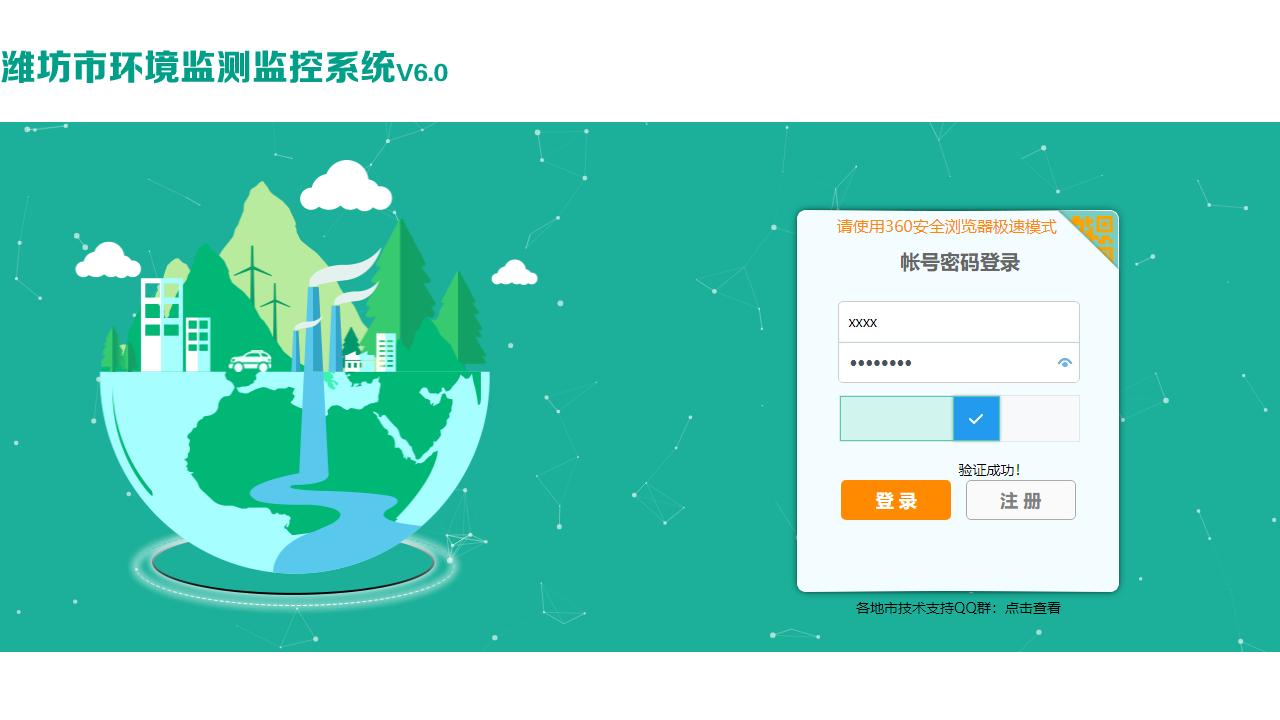 潍坊市环境监测监控系统V6.0
请使用360安全浏览器极速模式
帐号密码登录
xxxx
••••••••
验证成功!
登 录
注 册
各地市技术支持QQ群：点击查看